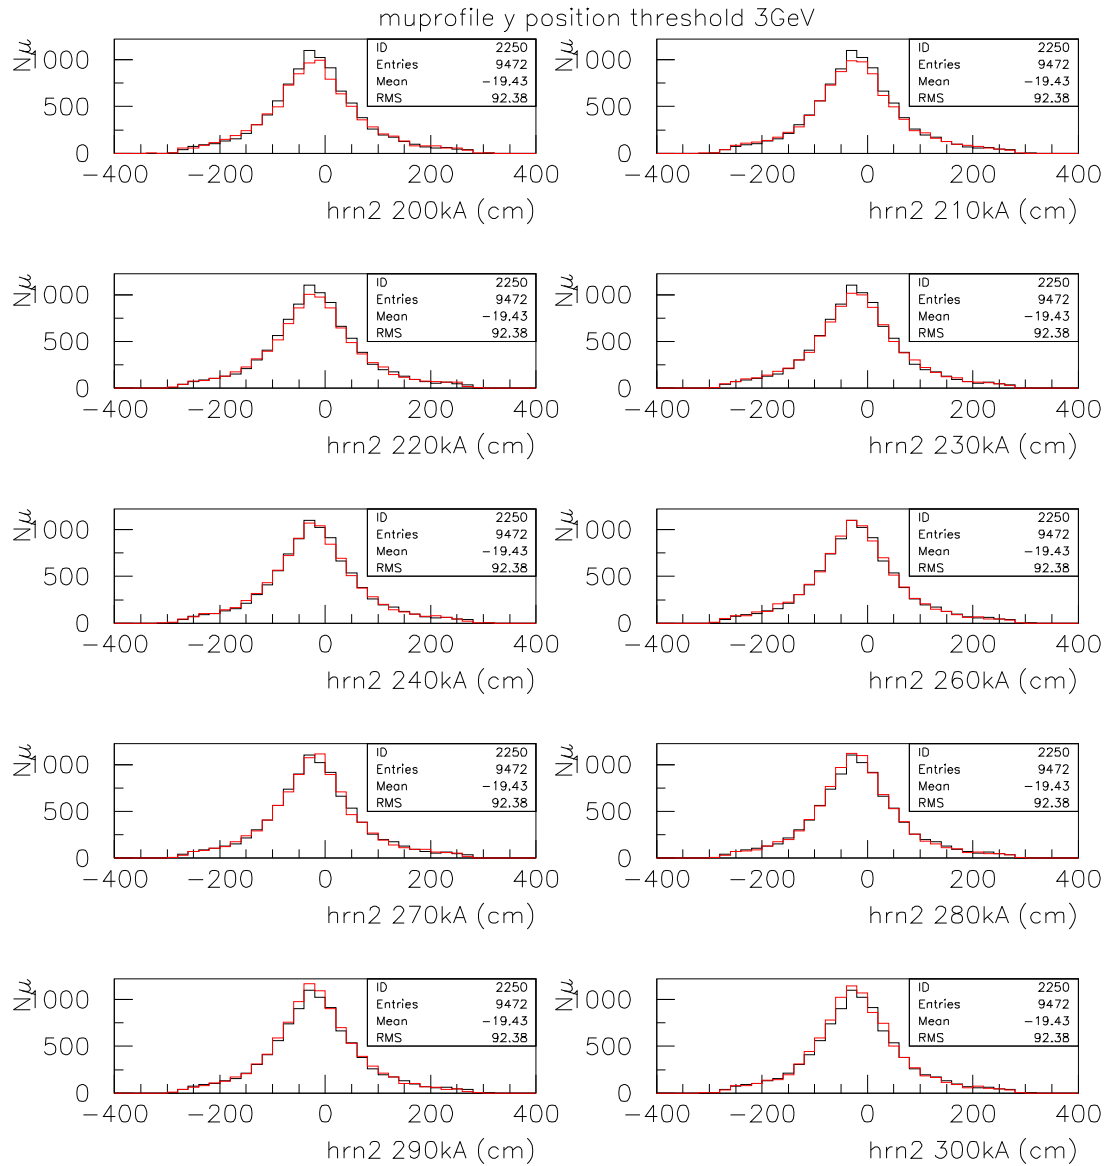 muprofile y position threshold 3GeV
Nμ
1000
500
0
ID 2250
Entries 9472
Mean −19.43
RMS 92.38
−400 −200 0 200 400
hrn2 200kA (cm)
Nμ
1000
500
0
ID 2250
Entries 9472
Mean −19.43
RMS 92.38
−400 −200 0 200 400
hrn2 210kA (cm)
Nμ
1000
500
0
ID 2250
Entries 9472
Mean −19.43
RMS 92.38
−400 −200 0 200 400
hrn2 220kA (cm)
Nμ
1000
500
0
ID 2250
Entries 9472
Mean −19.43
RMS 92.38
−400 −200 0 200 400
hrn2 230kA (cm)
Nμ
1000
500
0
ID 2250
Entries 9472
Mean −19.43
RMS 92.38
−400 −200 0 200 400
hrn2 240kA (cm)
Nμ
1000
500
0
ID 2250
Entries 9472
Mean −19.43
RMS 92.38
−400 −200 0 200 400
hrn2 260kA (cm)
Nμ
1000
500
0
ID 2250
Entries 9472
Mean −19.43
RMS 92.38
−400 −200 0 200 400
hrn2 270kA (cm)
Nμ
1000
500
0
ID 2250
Entries 9472
Mean −19.43
RMS 92.38
−400 −200 0 200 400
hrn2 280kA (cm)
Nμ
1000
500
0
ID 2250
Entries 9472
Mean −19.43
RMS 92.38
−400 −200 0 200 400
hrn2 290kA (cm)
Nμ
1000
500
0
ID 2250
Entries 9472
Mean −19.43
RMS 92.38
−400 −200 0 200 400
hrn2 300kA (cm)